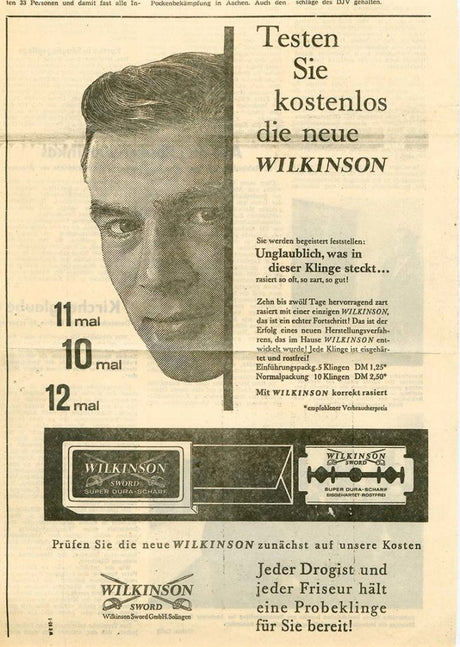 ten 23 Personen und damit fast alle In-
Pockenbekämpfung in Aachen. Auch den
schläge des DJV gehalten.
Testen
Sie
kostenlos
die neue
WILKINSON
Sie werden begeistert feststellen:
Unglaublich, was in
dieser Klinge steckt...
rasiert so oft, so zart, so gut!
Zehn bis zwölf Tage hervorragend zart
rasiert mit einer einzigen WILKINSON,
das ist ein echter Fortschritt! Das ist der
Erfolg eines neuen Herstellungsverfah-
rens, das im Hause WILKINSON ent-
wickelt wurde! Jede Klinge ist eisgehär-
tet und rostfrei!
Einführungspackg. 5 Klingen DM 1,25*
Normalpackung 10 Klingen DM 2,50*
Mit WILKINSON korrekt rasiert
*empfohlener Verbraucherpreis
11 mal
10 mal
12 mal
WILKINSON
SWORD
SUPER DURA-SCHARF
WILKINSON
SWORD
SUPER DURA-SCHARF
EISGEHÄRTET-ROSTFREI
Prüfen Sie die neue WILKINSON zunächst auf unsere Kosten
WILKINSON
SWORD
Wilkinson Sword GmbH. Solingen
Jeder Drogist und
jeder Friseur hält
eine Probeklinge
für Sie bereit!